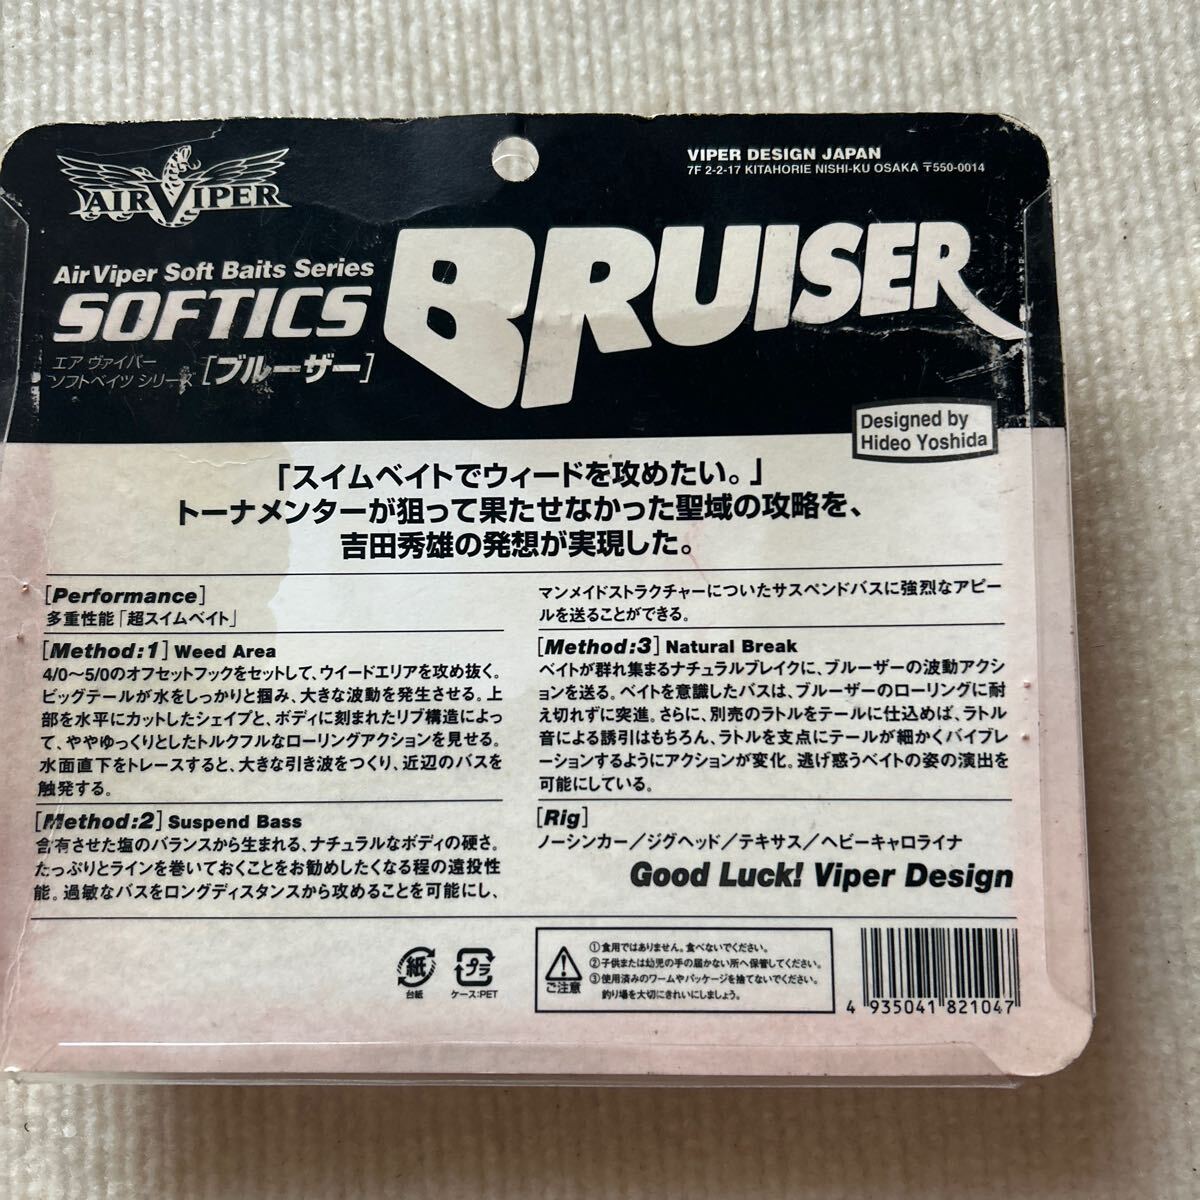 AIR VIPER
VIPER DESIGN JAPAN
7F 2-2-17 KITAHORIE NISHI-KU OSAKA 〒550-0014
Air Viper Soft Baits Series
SOFTICS
BRUISER
エア ヴァイパー
ソフトベイツ シリーズ
[ブルーザー]
Designed by
Hideo Yoshida
「スイムベイトでウィードを攻めたい。」
トーナメンターが狙って果たせなかった聖域の攻略を、
吉田秀雄の発想が実現した。
[Performance]
多重性能「超スイムベイト」
[Method:1] Weed Area
4/0〜5/0のオフセットフックをセットして、ウイードエリアを攻め抜く。
ビッグテールが水をしっかりと掴み、大きな波動を発生させる。上
部を水平にカットしたシェイプと、ボディに刻まれたリブ構造によっ
て、ややゆっくりとしたトルクフルなローリングアクションを見せる。
水面直下をトレースすると、大きな引き波をつくり、近辺のバスを
触発する。
[Method:2] Suspend Bass
含有させた塩のバランスから生まれる、ナチュラルなボディの硬さ。
たっぷりとラインを巻いておくことをお勧めしたくなる程の遠投性
能。過敏なバスをロングディスタンスから攻めることを可能にし、
マンメイドストラクチャーについたサスペンドバスに強烈なアピー
ルを送ることができる。
[Method:3] Natural Break
ベイトが群れ集まるナチュラルブレイクに、ブルーザーの波動アクシ
ョンを送る。ベイトを意識したバスは、ブルーザーのローリングに耐
え切れずに突進。さらに、別売のラトルをテールに仕込めば、ラトル
音による誘引はもちろん、ラトルを支点にテールが細かくバイブレ
ーションするようにアクションが変化。逃げ惑うベイトの姿の演出を
可能にしている。
[Rig]
ノーシンカー／ジグヘッド／テキサス／ヘビーキャロライナ
Good Luck! Viper Design
紙
台紙
プラ
ケース:PET
ご注意
①食用ではありません。食べないでください。
②子供または幼児の手の届かない所へ保管してください。
③使用済みのワームやパッケージを捨てないでください。
釣り場を大切にきれいにしましょう。
4 935041 821047